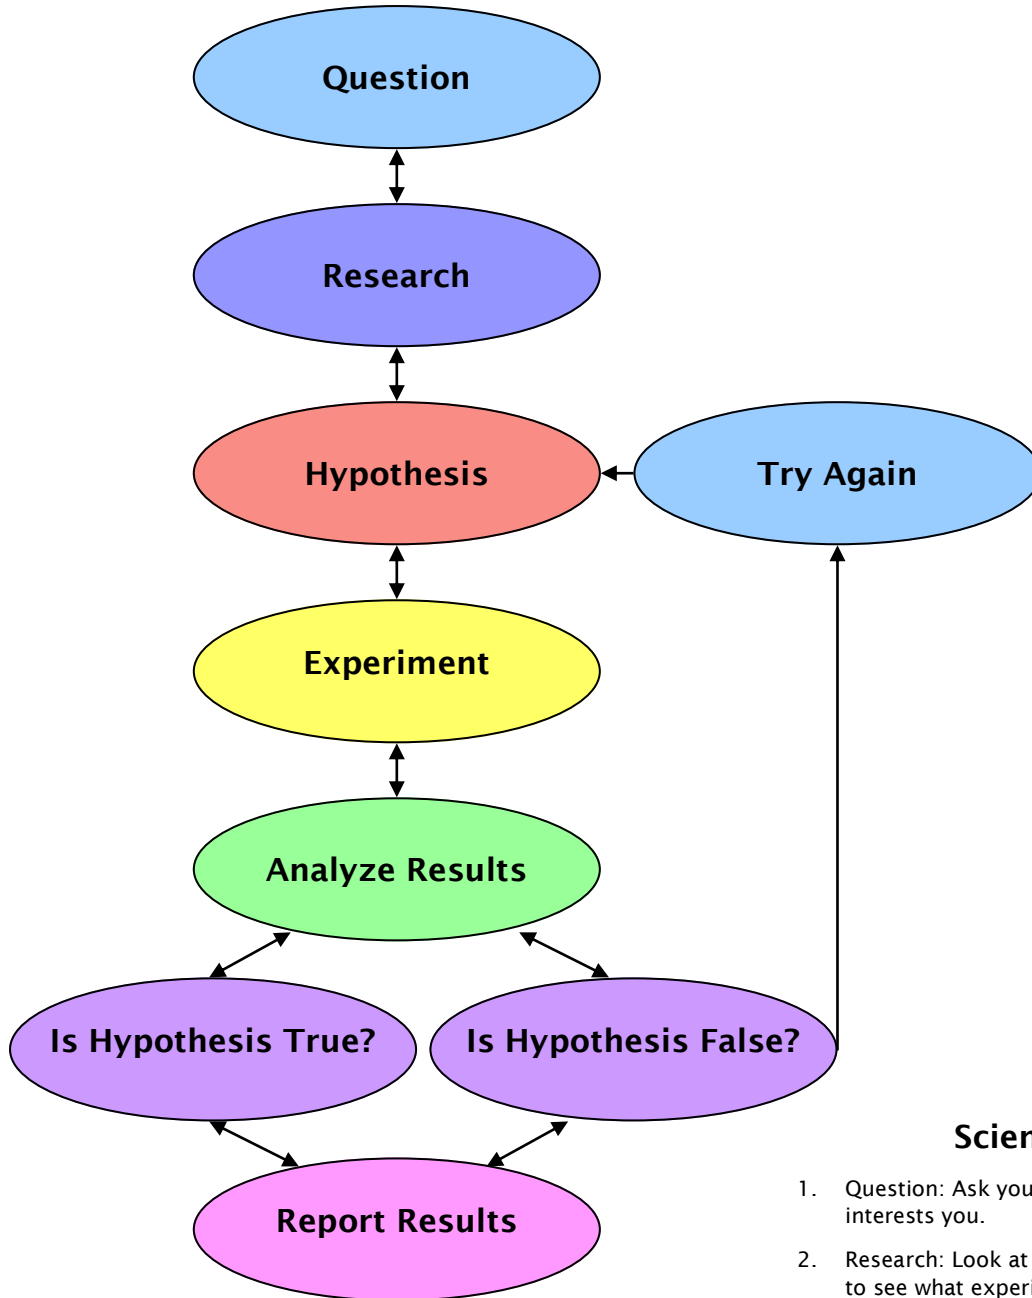 Question
Research
Hypothesis
Try Again
Experiment
Analyze Results
Is Hypothesis True?
Is Hypothesis False?
Report Results
1. Question: Ask you
interests you.
2. Research: Look at
to see what